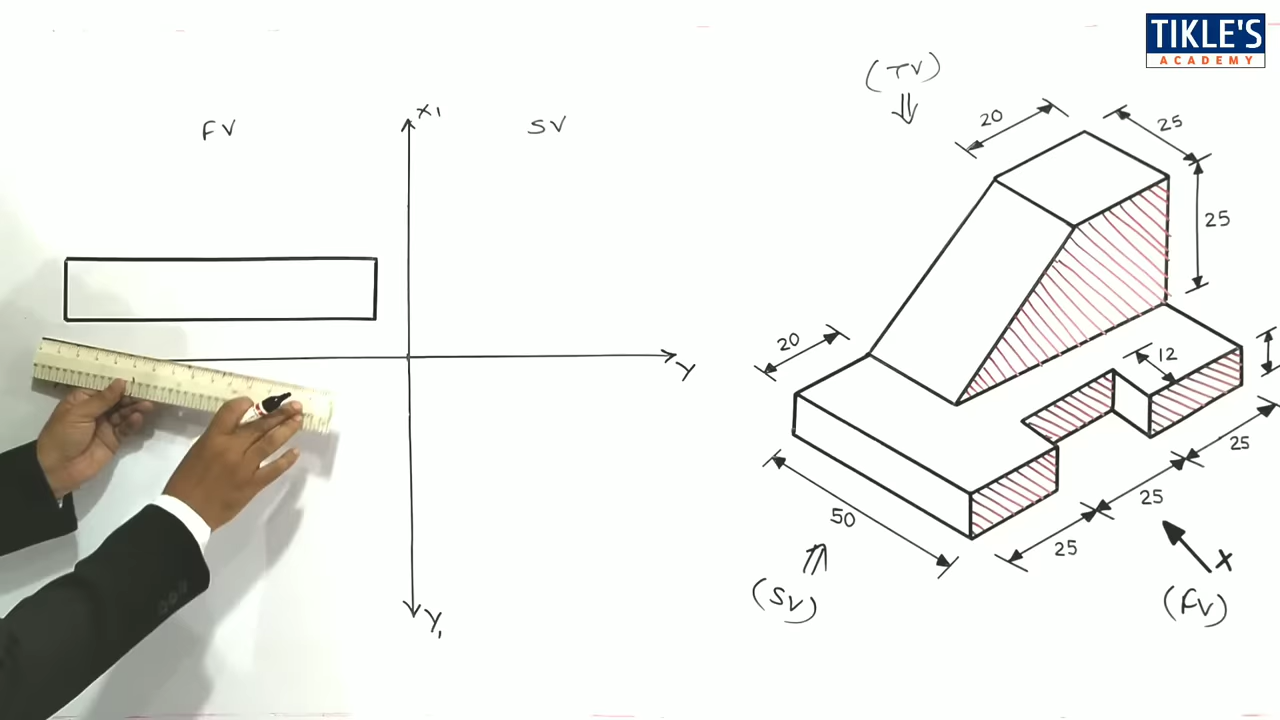 TIKLE'S
ACADEMY
(TV)
FV
X₁
SV
20
25
25
20
12
Y
25
50
25
25
X
(SV)
(FV)
Y₁